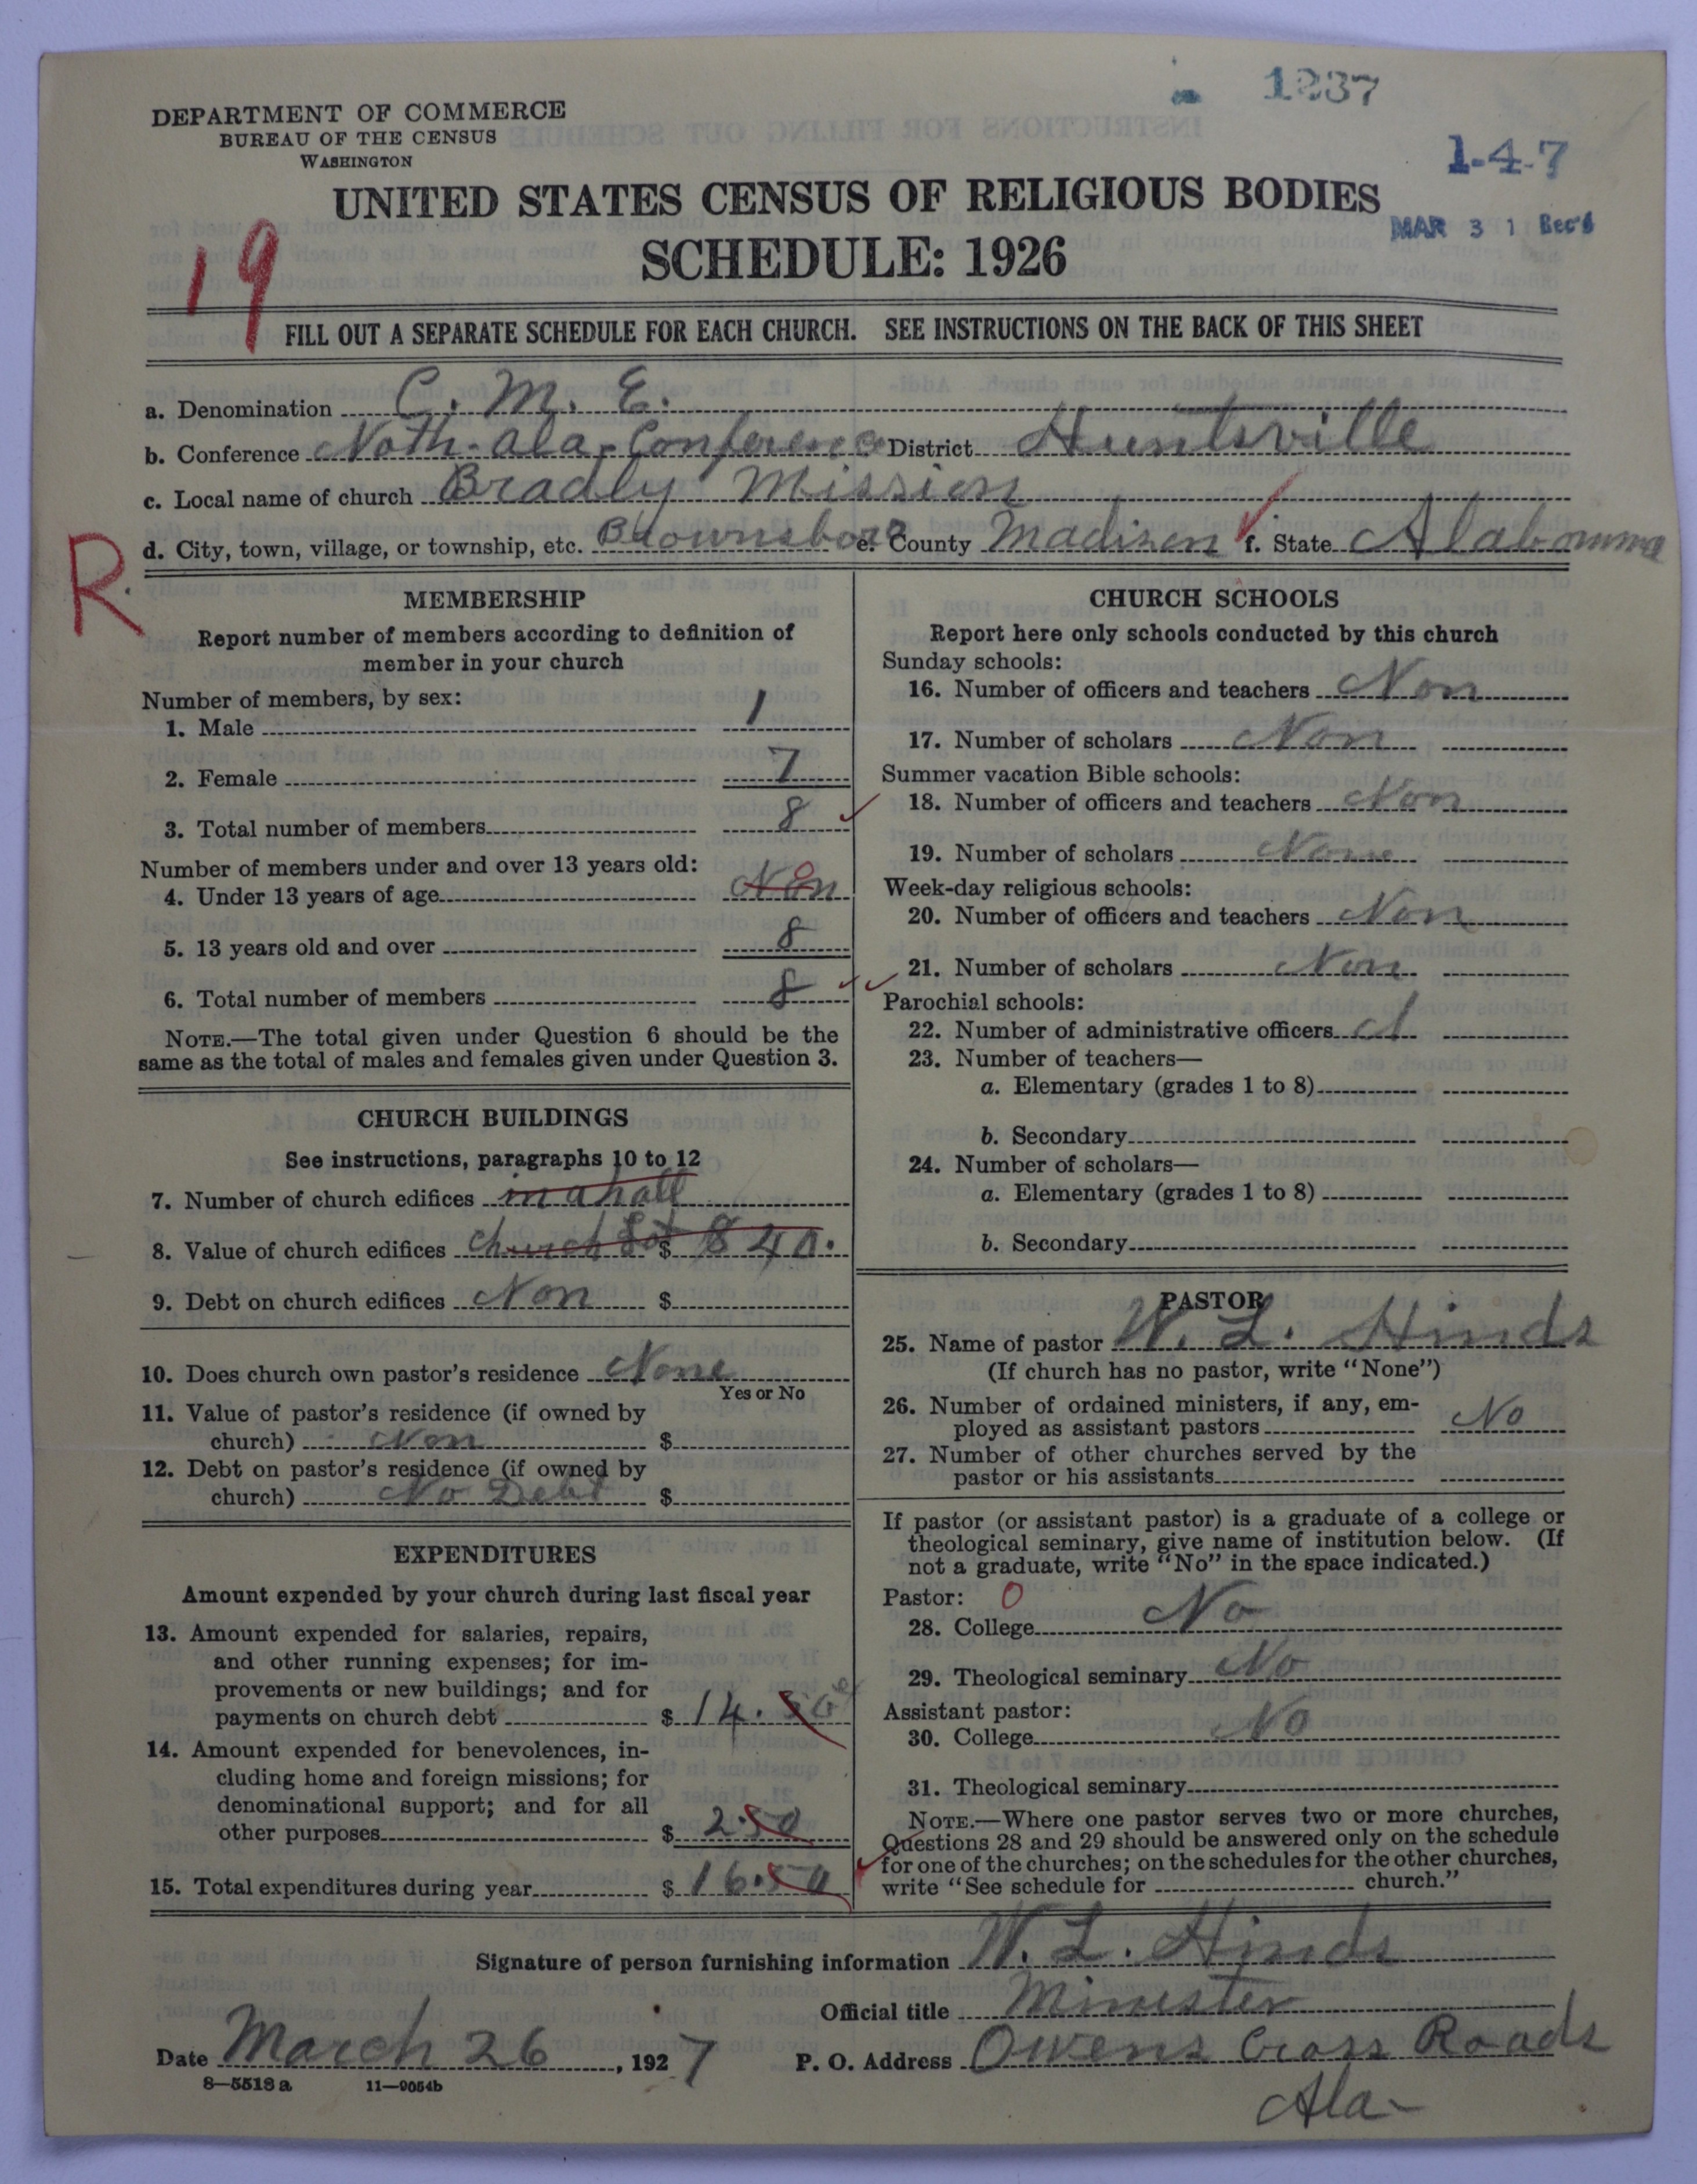 1237
1-4-7
MAR 31 Rec'd
DEPARTMENT OF COMMERCE
BUREAU OF THE CENSUS
WASHINGTON
UNITED STATES CENSUS OF RELIGIOUS BODIES
SCHEDULE: 1926
19
FILL OUT A SEPARATE SCHEDULE FOR EACH CHURCH. SEE INSTRUCTIONS ON THE BACK OF THIS SHEET
a. Denomination C. M. E.
b. Conference Noth-ala-Conference District Huntsville
c. Local name of church Bradly Mission
d. City, town, village, or township, etc. Brownsboro e. County Madison f. State Alabamma
R.
MEMBERSHIP
Report number of members according to definition of
member in your church
Number of members, by sex:
1. Male 1
2. Female 7
3. Total number of members 8
Number of members under and over 13 years old:
4. Under 13 years of age Non 0
5. 13 years old and over 8
6. Total number of members 8
NOTE.—The total given under Question 6 should be the
same as the total of males and females given under Question 3.
CHURCH BUILDINGS
See instructions, paragraphs 10 to 12
7. Number of church edifices in a hall
8. Value of church edifices church Lot $ 840.
9. Debt on church edifices Non $
10. Does church own pastor's residence None
Yes or No
11. Value of pastor's residence (if owned by
church) Non $
12. Debt on pastor's residence (if owned by
church) No Debt $
EXPENDITURES
Amount expended by your church during last fiscal year
13. Amount expended for salaries, repairs,
and other running expenses; for im-
provements or new buildings; and for
payments on church debt $ 14.
14. Amount expended for benevolences, in-
cluding home and foreign missions; for
denominational support; and for all
other purposes $ 2.50
15. Total expenditures during year $ 16.50
CHURCH SCHOOLS
Report here only schools conducted by this church
Sunday schools:
16. Number of officers and teachers Non
17. Number of scholars Non
Summer vacation Bible schools:
18. Number of officers and teachers Non
19. Number of scholars None
Week-day religious schools:
20. Number of officers and teachers Non
21. Number of scholars Non
Parochial schools:
22. Number of administrative officers
23. Number of teachers—
a. Elementary (grades 1 to 8)
b. Secondary
24. Number of scholars—
a. Elementary (grades 1 to 8)
b. Secondary
PASTOR
25. Name of pastor W. L. Hinds
(If church has no pastor, write "None")
26. Number of ordained ministers, if any, em-
ployed as assistant pastors No
27. Number of other churches served by the
pastor or his assistants
If pastor (or assistant pastor) is a graduate of a college or
theological seminary, give name of institution below. (If
not a graduate, write "No" in the space indicated.)
Pastor: 0
28. College No
29. Theological seminary No
Assistant pastor:
30. College No
31. Theological seminary
NOTE.—Where one pastor serves two or more churches,
Questions 28 and 29 should be answered only on the schedule
for one of the churches; on the schedules for the other churches,
write "See schedule for church."
Signature of person furnishing information W. L. Hinds
Official title Minister
Date March 26, 1927 P. O. Address Owens Cross Roads
Ala-
8—5518 a 11—9054b